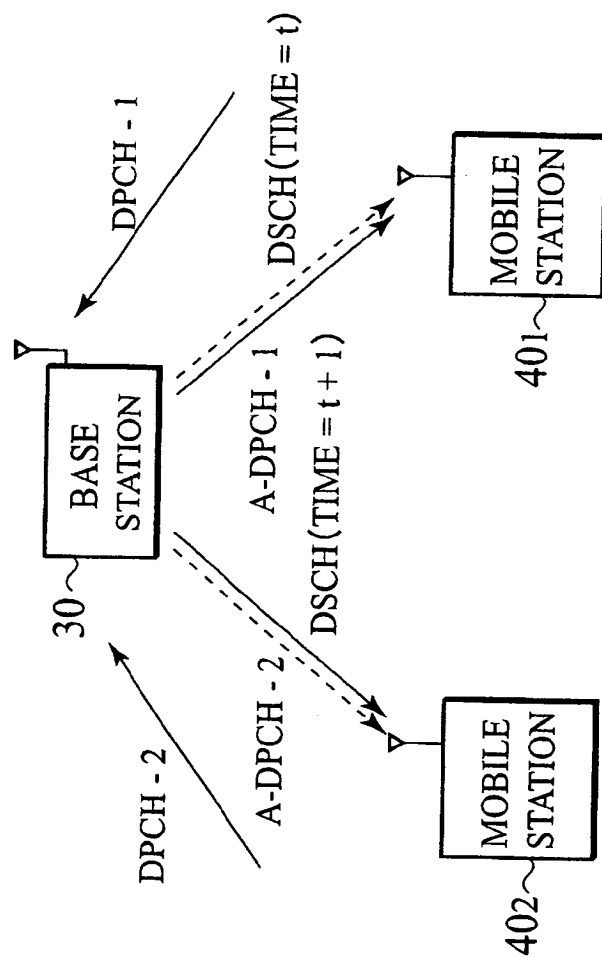 DPCH - 1
DSCH(TIME = t)
BASE
STATION
30
A-DPCH - 1
DSCH(TIME = t + 1)
MOBILE
STATION
401
DPCH - 2
A-DPCH - 2
MOBILE
STATION
402